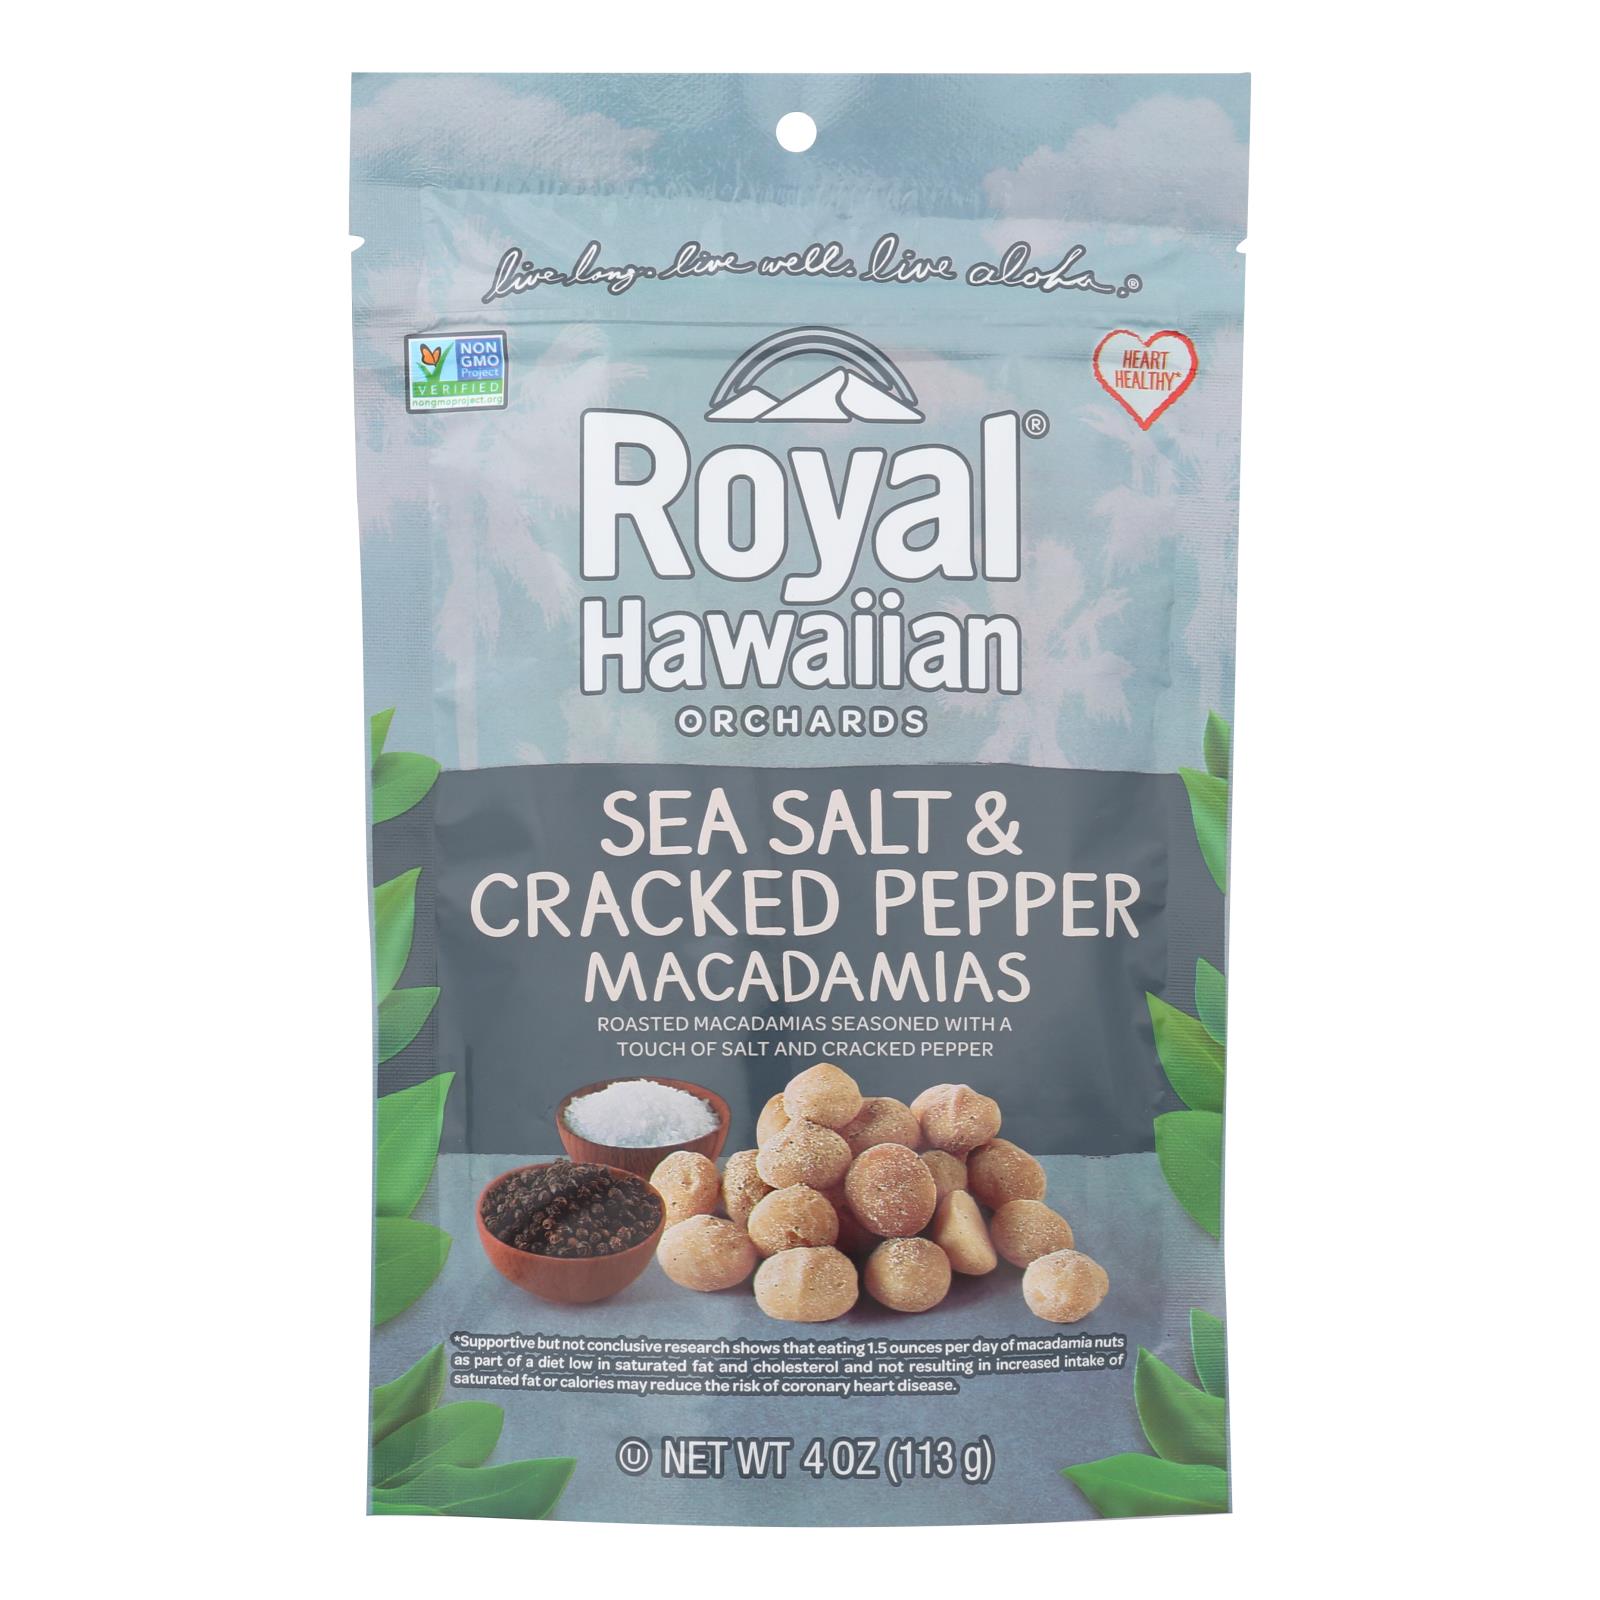 live long. live well. live aloha.®
NON
GMO
Project
VERIFIED
nongmoproject.org
HEART
HEALTHY*
Royal®
Hawaiian
ORCHARDS
SEA SALT &
CRACKED PEPPER
MACADAMIAS
ROASTED MACADAMIAS SEASONED WITH A
TOUCH OF SALT AND CRACKED PEPPER
*Supportive but not conclusive research shows that eating 1.5 ounces per day of macadamia nuts
as part of a diet low in saturated fat and cholesterol and not resulting in increased intake of
saturated fat or calories may reduce the risk of coronary heart disease.
U NET WT 4 OZ (113 g)